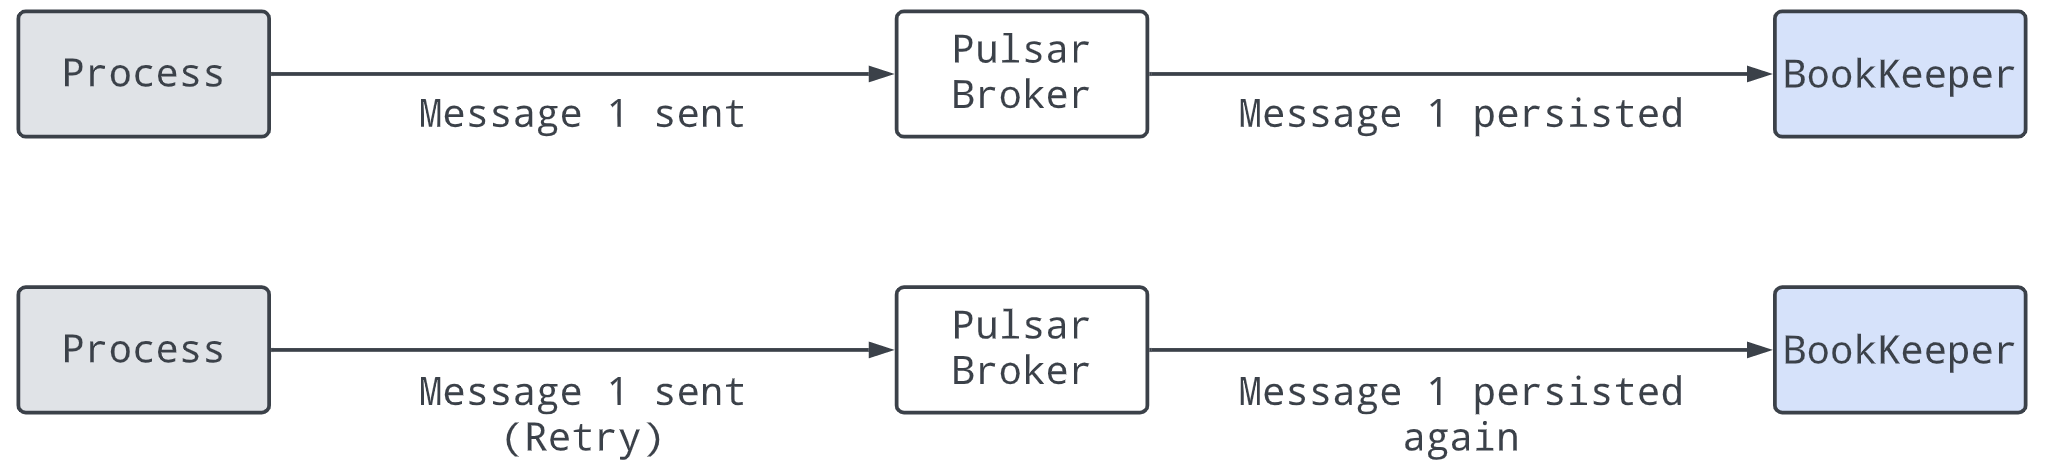 Process
Message 1 sent
Pulsar
Broker
Message 1 persisted
BookKeeper
Process
Message 1 sent
(Retry)
Pulsar
Broker
Message 1 persisted
again
BookKeeper